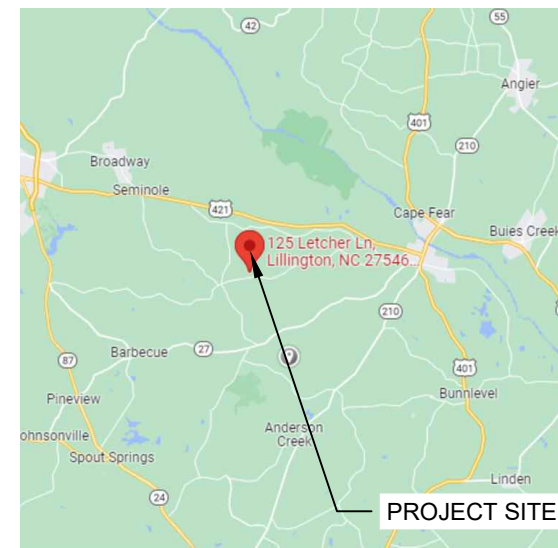 42
55
Angier
401
210
Broadway
Seminole
421
Cape Fear
Buies Creek
125 Letcher Ln,
Lillington, NC 27546...
210
Barbecue
27
87
401
Pineview
Bunnlevel
Anderson
Creek
ohnsonville
Spout Springs
24
Linden
PROJECT SITE